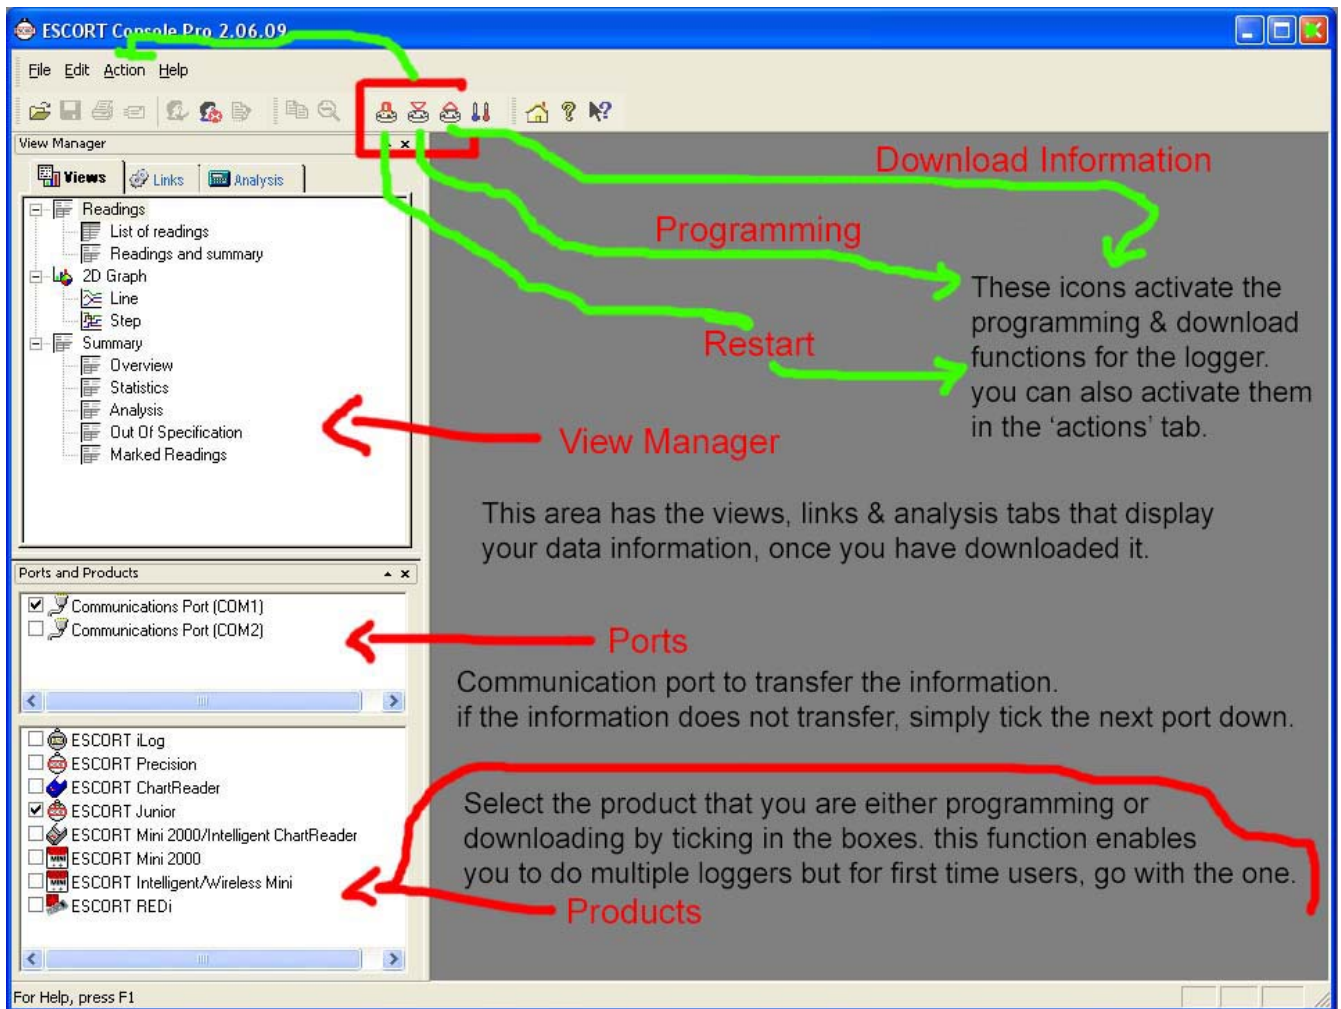 ESCORT Console Pro 2.06.09
File Edit Action Help
View Manager
Views Links Analysis
Readings
List of readings
Readings and summary
2D Graph
Line
Step
Summary
Overview
Statistics
Analysis
Out Of Specification
Marked Readings
Download Information
Programming
Restart
These icons activate the
programming & download
functions for the logger.
you can also activate them
in the ‘actions’ tab.
View Manager
This area has the views, links & analysis tabs that display
your data information, once you have downloaded it.
Ports and Products
Communications Port (COM1)
Communications Port (COM2)
Ports
Communication port to transfer the information.
if the information does not transfer, simply tick the next port down.
ESCORT iLog
ESCORT Precision
ESCORT ChartReader
ESCORT Junior
ESCORT Mini 2000/Intelligent ChartReader
ESCORT Mini 2000
ESCORT Intelligent/Wireless Mini
ESCORT REDi
Select the product that you are either programming or
downloading by ticking in the boxes. this function enables
you to do multiple loggers but for first time users, go with the one.
Products
For Help, press F1